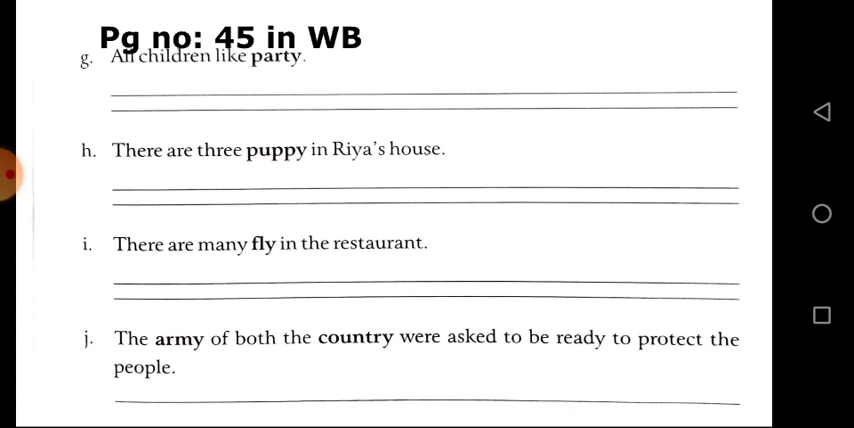 Pg no: 45 in WB
g. All children like party.
h. There are three puppy in Riya's house.
i. There are many fly in the restaurant.
j. The army of both the country were asked to be ready to protect the
people.